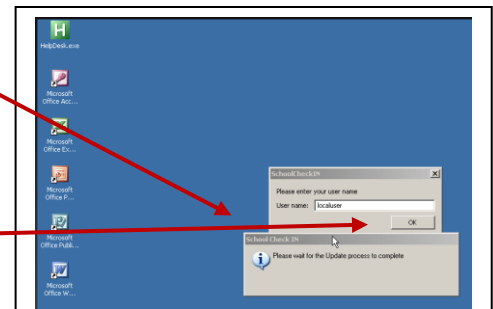 HelpDesk.exe
Microsoft
Office Acc...
Microsoft
Office Ex...
Microsoft
Office P...
Microsoft
Office Publ...
Microsoft
Office W...
SchoolCheckIN
Please enter your user name
User name: localuser
OK
School Check IN
Please wait for the Update process to complete